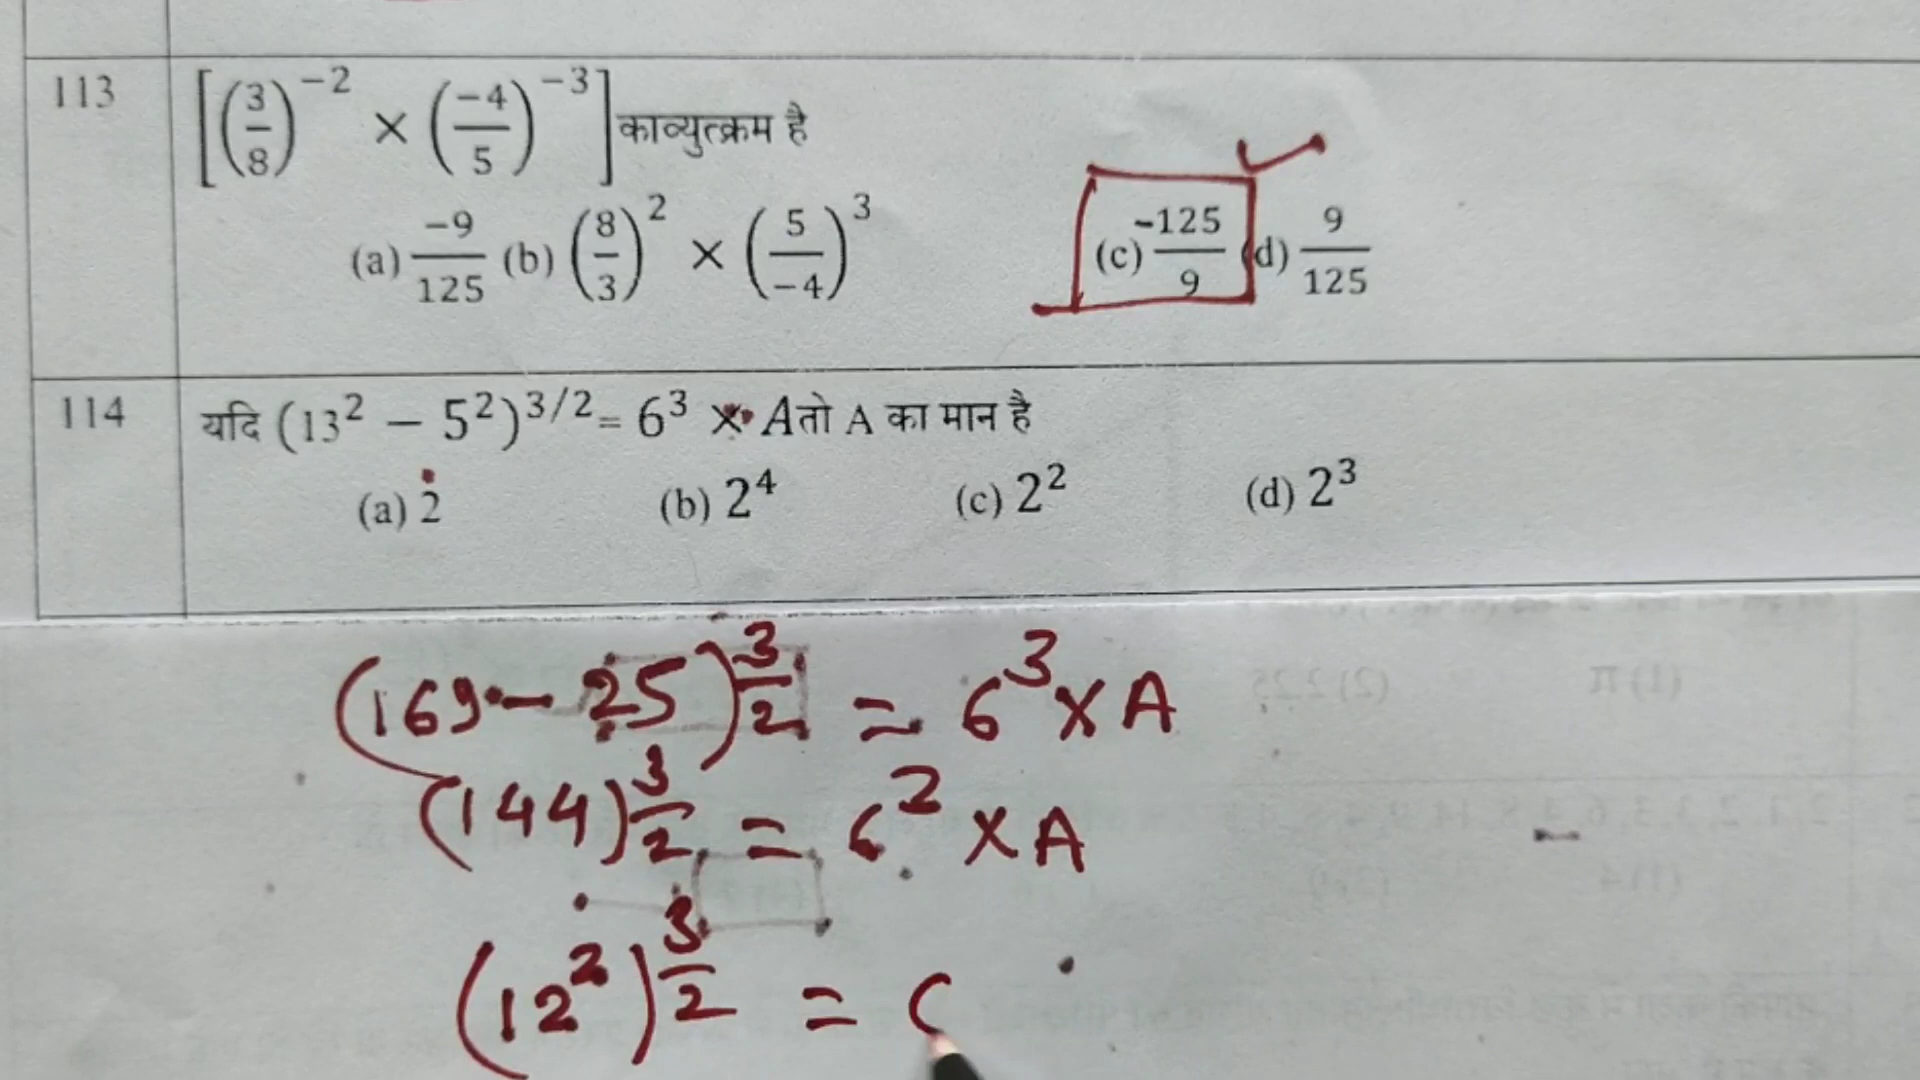 113
[(3/8)^-2 × (-4/5)^-3] काव्युत्क्रम है
(a) -9/125 (b) (8/3)^2 × (5/-4)^3 (c) -125/9 (d) 9/125
114
यदि (13² − 5²)^3/2 = 6³ × A तो A का मान है
(a) 2 (b) 2⁴ (c) 2² (d) 2³
(169 - 25)^3/2 = 6³ × A
(144)^3/2 = 6² × A
(12²)^3/2 =